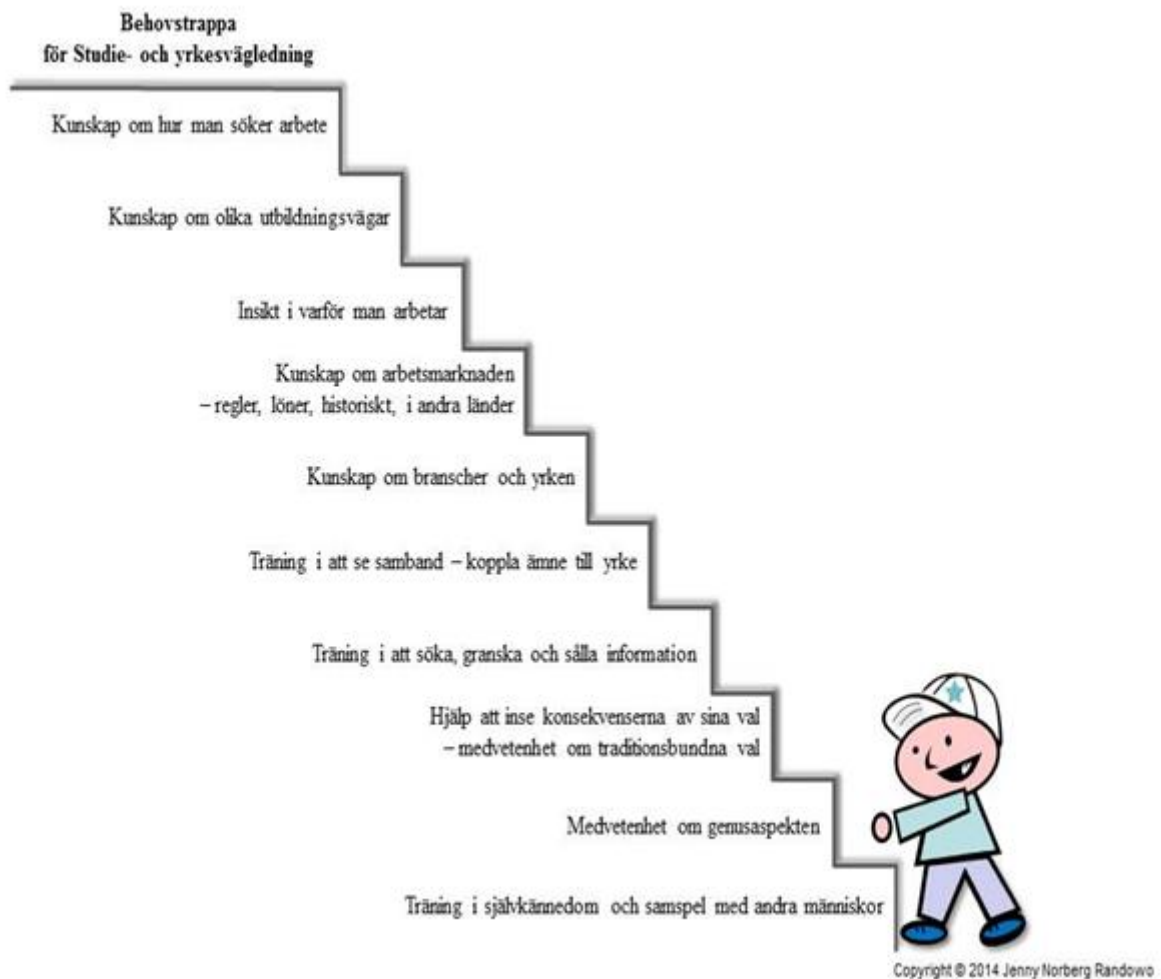 Behovstrappa
för Studie- och yrkesvägledning
Kunskap om hur man söker arbete
Kunskap om olika utbildningsvägar
Insikt i varför man arbetar
Kunskap om arbetsmarknaden
– regler, löner, historiskt, i andra länder
Kunskap om branscher och yrken
Träning i att se samband – koppla ämne till yrke
Träning i att söka, granska och sålla information
Hjälp att inse konsekvenserna av sina val
– medvetenhet om traditionsbundna val
Medvetenhet om genusaspekten
Träning i självkännedom och samspel med andra människor
Copyright © 2014 Jenny Norberg Randowo